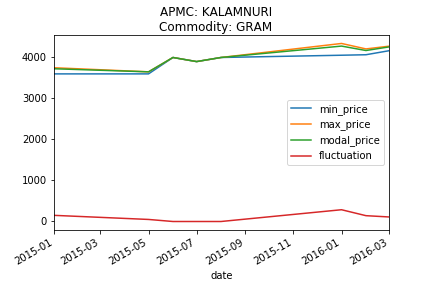 APMC: KALAMNURI
Commodity: GRAM
4000
3000
2000
1000
0
min_price
max_price
modal_price
fluctuation
2015-01
2015-03
2015-05
2015-07
2015-09
2015-11
2016-01
2016-03
date